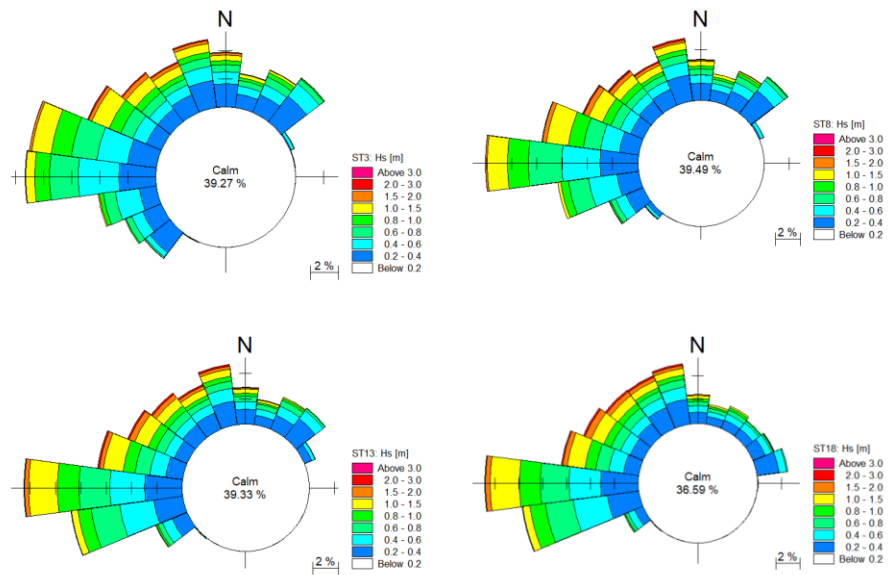 N
Calm
39.27 %
ST3: Hs [m]
Above 3.0
2.0 - 3.0
1.5 - 2.0
1.0 - 1.5
0.8 - 1.0
0.6 - 0.8
0.4 - 0.6
0.2 - 0.4
Below 0.2
2 %
N
Calm
39.49 %
ST8: Hs [m]
Above 3.0
2.0 - 3.0
1.5 - 2.0
1.0 - 1.5
0.8 - 1.0
0.6 - 0.8
0.4 - 0.6
0.2 - 0.4
Below 0.2
2 %
N
Calm
39.33 %
ST13: Hs [m]
Above 3.0
2.0 - 3.0
1.5 - 2.0
1.0 - 1.5
0.8 - 1.0
0.6 - 0.8
0.4 - 0.6
0.2 - 0.4
Below 0.2
2 %
N
Calm
36.59 %
ST18: Hs [m]
Above 3.0
2.0 - 3.0
1.5 - 2.0
1.0 - 1.5
0.8 - 1.0
0.6 - 0.8
0.4 - 0.6
0.2 - 0.4
Below 0.2
2 %